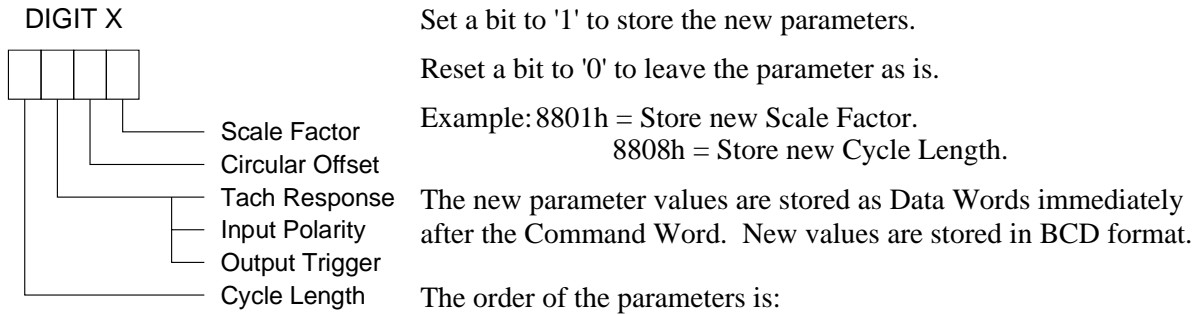 DIGIT X
Scale Factor
Circular Offset
Tach Response
Input Polarity
Output Trigger
Cycle Length
Set a bit to '1' to store the new parameters.
Reset a bit to '0' to leave the parameter as is.
Example: 8801h = Store new Scale Factor.
8808h = Store new Cycle Length.
The new parameter values are stored as Data Words immediately
after the Command Word. New values are stored in BCD format.
The order of the parameters is: